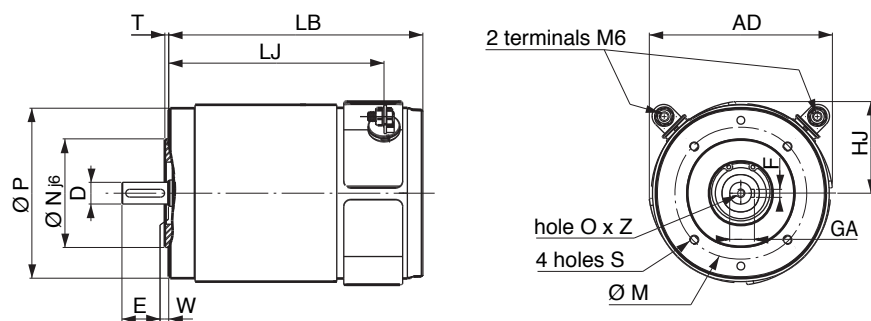 T
LB
LJ
Ø P
Ø Nj6
D
E
W
2 terminals M6
AD
HJ
F
hole O x Z
GA
4 holes S
Ø M